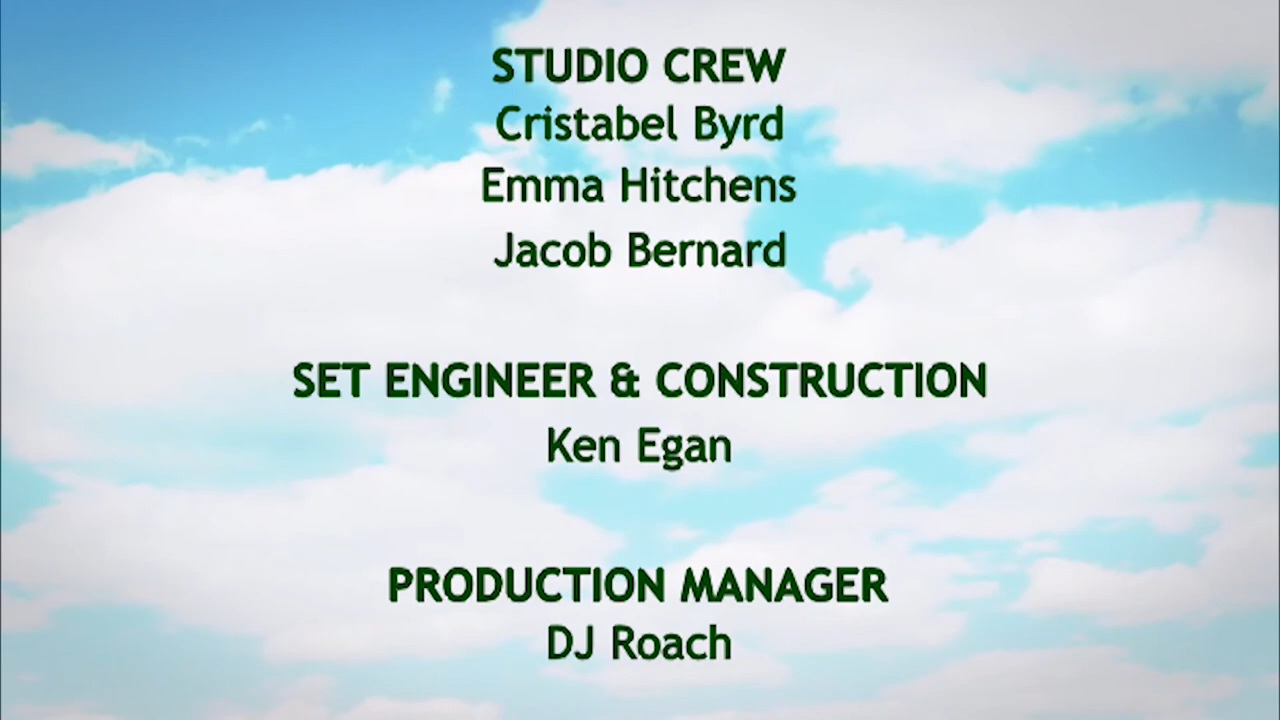 STUDIO CREW
Cristabel Byrd
Emma Hitchens
Jacob Bernard
SET ENGINEER & CONSTRUCTION
Ken Egan
PRODUCTION MANAGER
DJ Roach